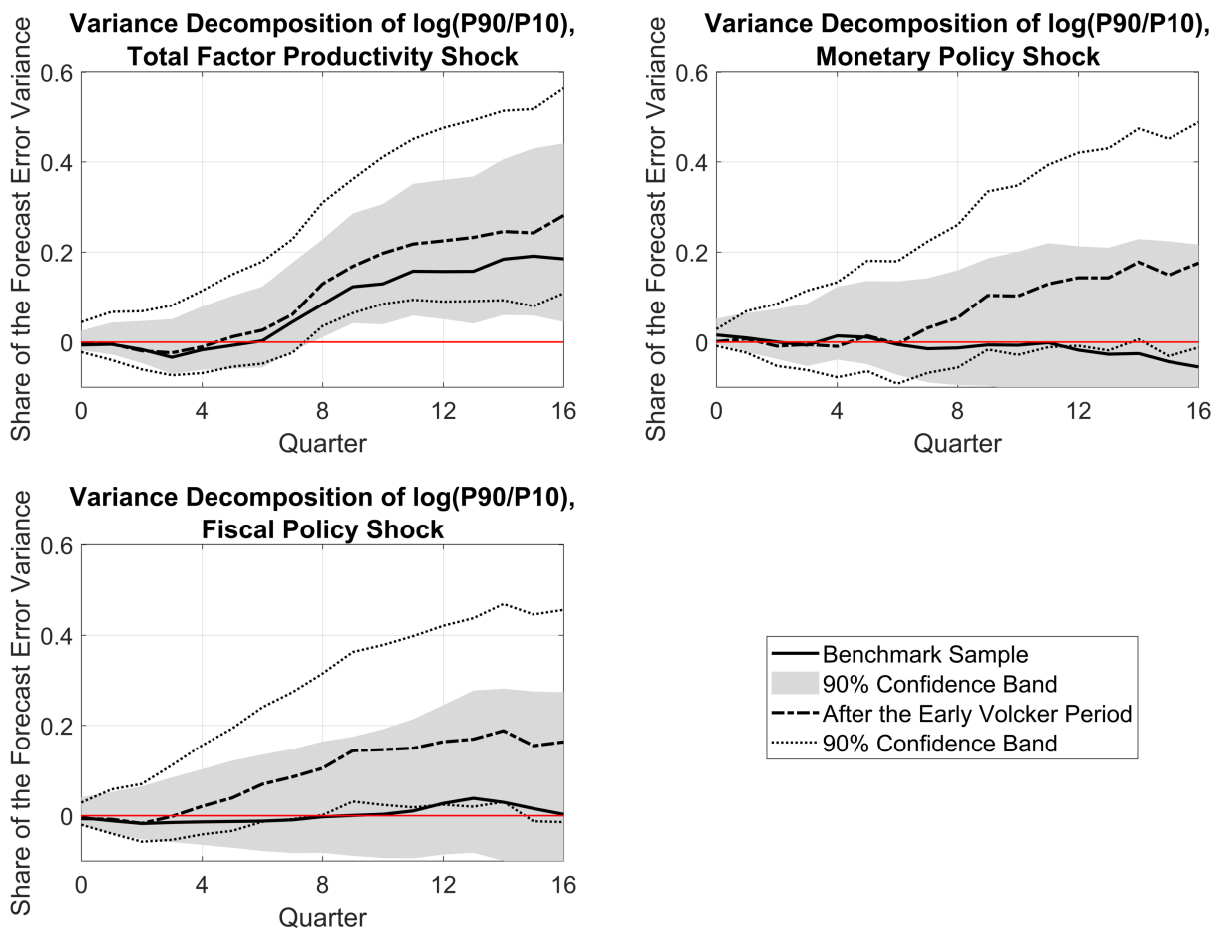 Variance Decomposition of log(P90/P10),
Total Factor Productivity Shock
Share of the Forecast Error Variance
0.6
0.4
0.2
0
0 4 8 12 16
Quarter
Variance Decomposition of log(P90/P10),
Monetary Policy Shock
Share of the Forecast Error Variance
0.6
0.4
0.2
0
0 4 8 12 16
Quarter
Variance Decomposition of log(P90/P10),
Fiscal Policy Shock
Share of the Forecast Error Variance
0.6
0.4
0.2
0
0 4 8 12 16
Quarter
Benchmark Sample
90% Confidence Band
After the Early Volcker Period
90% Confidence Band